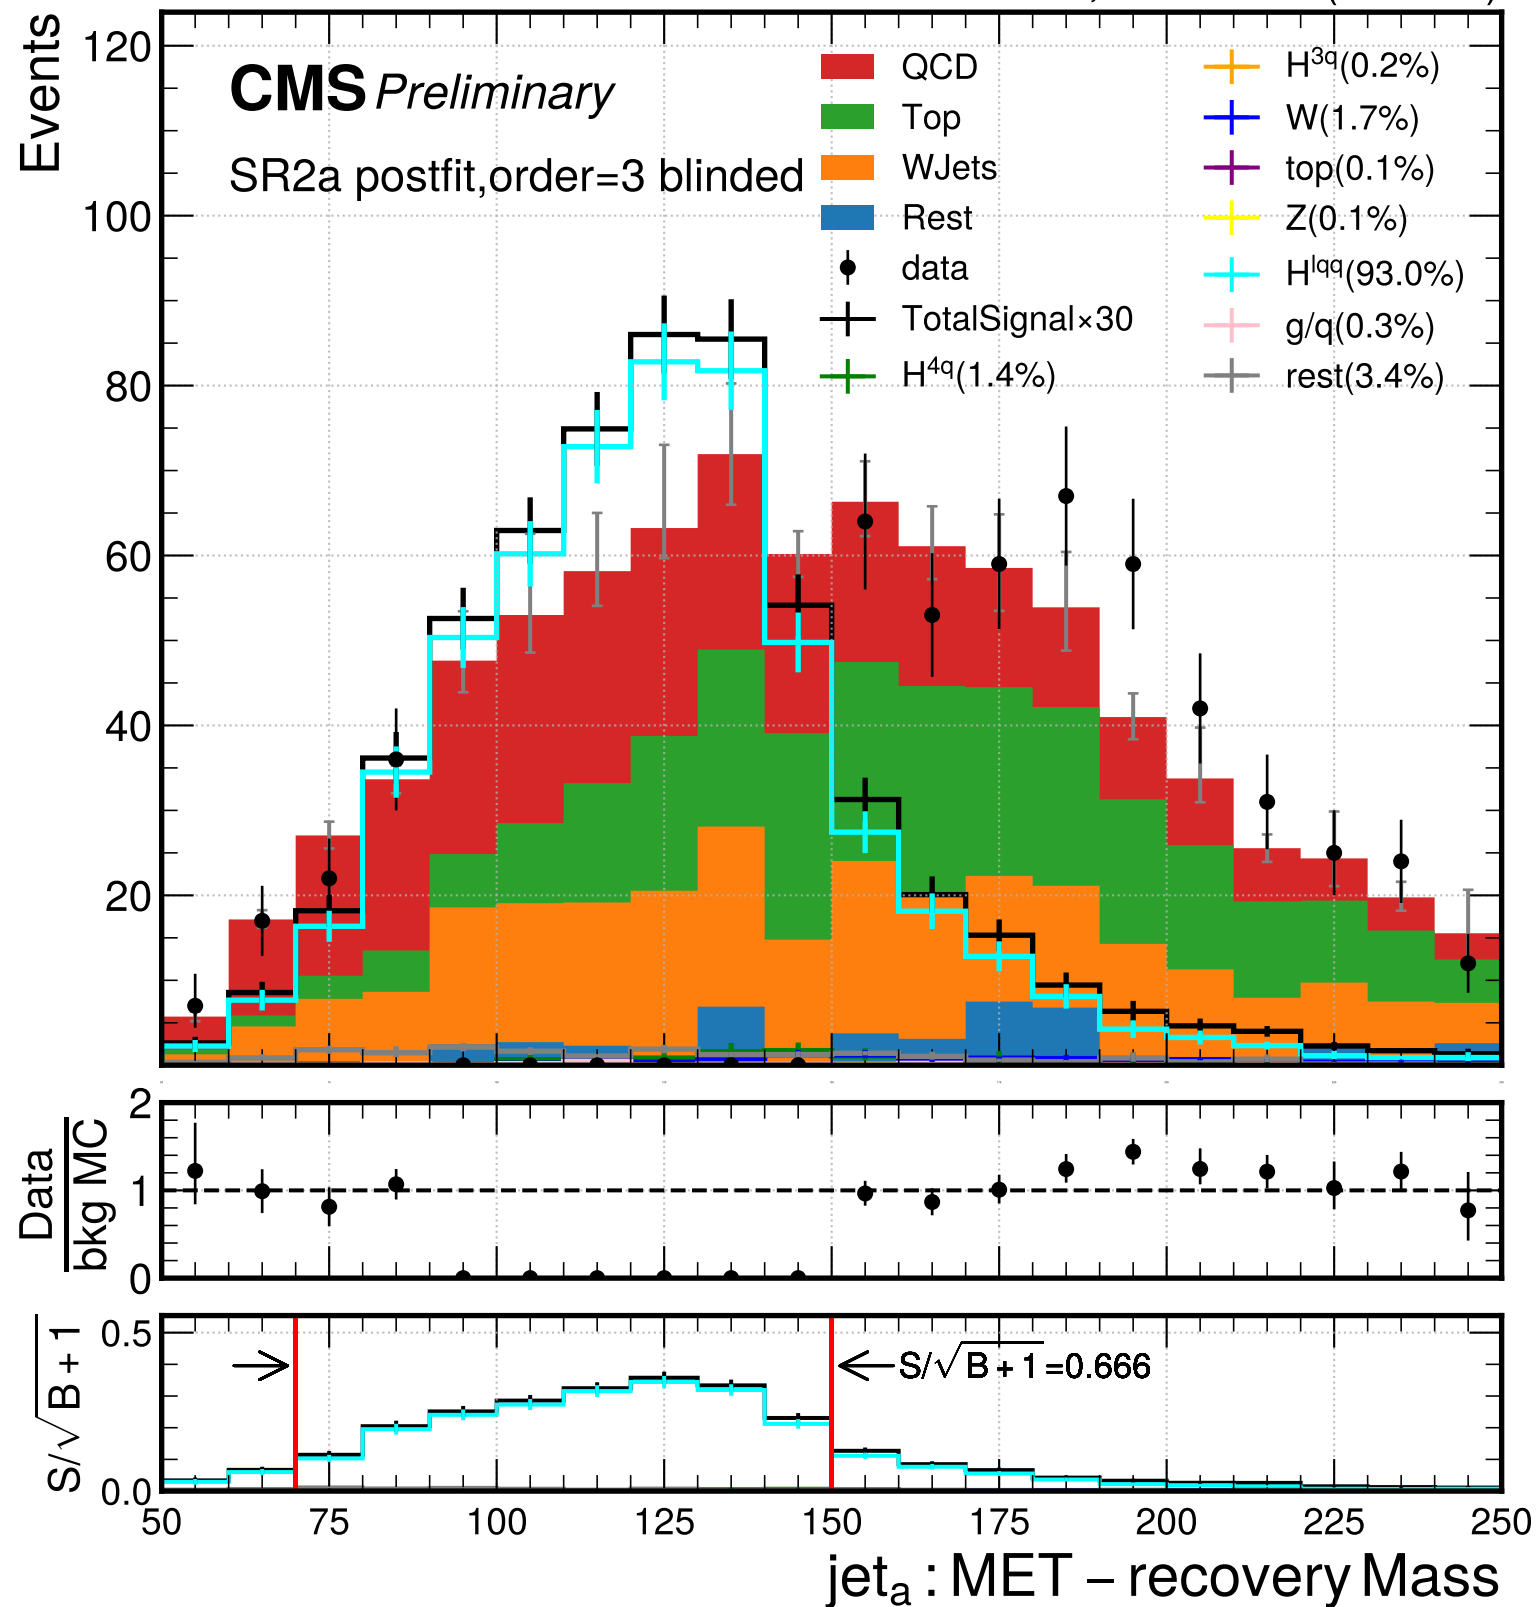 Events
120
100
80
60
40
20
CMS Preliminary
SR2a postfit,order=3 blinded
QCD
Top
WJets
Rest
data
TotalSignal×30
H4q(1.4%)
H3q(0.2%)
W(1.7%)
top(0.1%)
Z(0.1%)
Hlqq(93.0%)
g/q(0.3%)
rest(3.4%)
Data
bkg MC
2
1
0
S/√B+1
0.5
0.0
S/√B+1=0.666
50 75 100 125 150 175 200 225 250
jeta : MET – recovery Mass